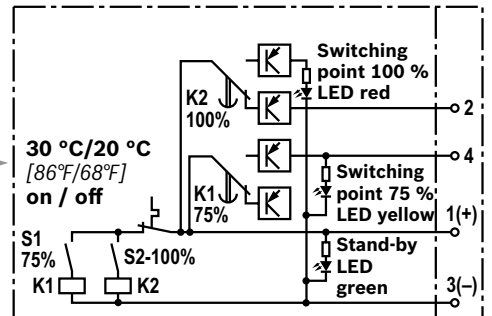 Switching
point 100 %
LED red
K2
100%
2
30 °C/20 °C
[86°F/68°F]
on / off
4
Switching
point 75 %
LED yellow
K1
75%
1(+)
S1
75%
S2-100%
Stand-by
LED
green
K1
K2
3(–)